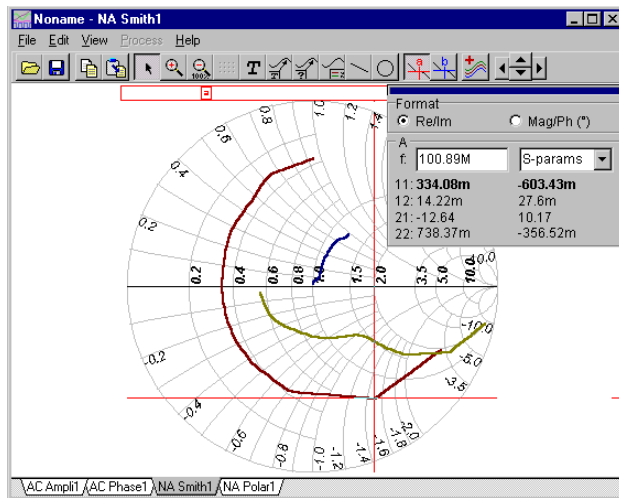 Noname - NA Smith1
File Edit View Process Help
100% T
a b
a
Format
Re/Im Mag/Ph (°)
A
f: 100.89M S-params
11: 334.08m -603.43m
12: 14.22m 27.6m
21: -12.64 10.17
22: 738.37m -356.52m
0.2 0.4 0.6 0.8 1.0 1.2 1.4
0.2 0.4 0.6 0.8 1.0 1.5 2.0 3.5 5.0 10.0
10.0
-0.2 -0.4 -0.6 -0.8 -1.0 -1.2 -1.4 -1.6 -2.0 -3.5 -5.0 -10.0
AC Ampli1 AC Phase1 NA Smith1 NA Polar1